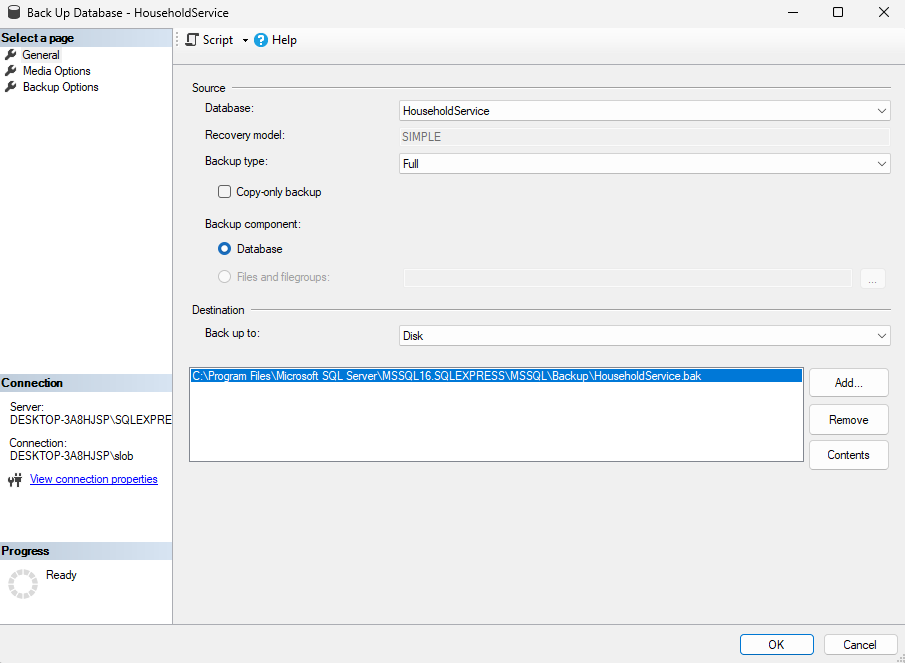 Back Up Database - HouseholdService
Select a page
General
Media Options
Backup Options
Script
Help
Source
Database:
HouseholdService
Recovery model:
SIMPLE
Backup type:
Full
Copy-only backup
Backup component:
Database
Files and filegroups:
...
Destination
Back up to:
Disk
C:\Program Files\Microsoft SQL Server\MSSQL16.SQLEXPRESS\MSSQL\Backup\HouseholdService.bak
Add...
Remove
Contents
Connection
Server:
DESKTOP-3A8HJSP\SQLEXPRE
Connection:
DESKTOP-3A8HJSP\slob
View connection properties
Progress
Ready
OK
Cancel